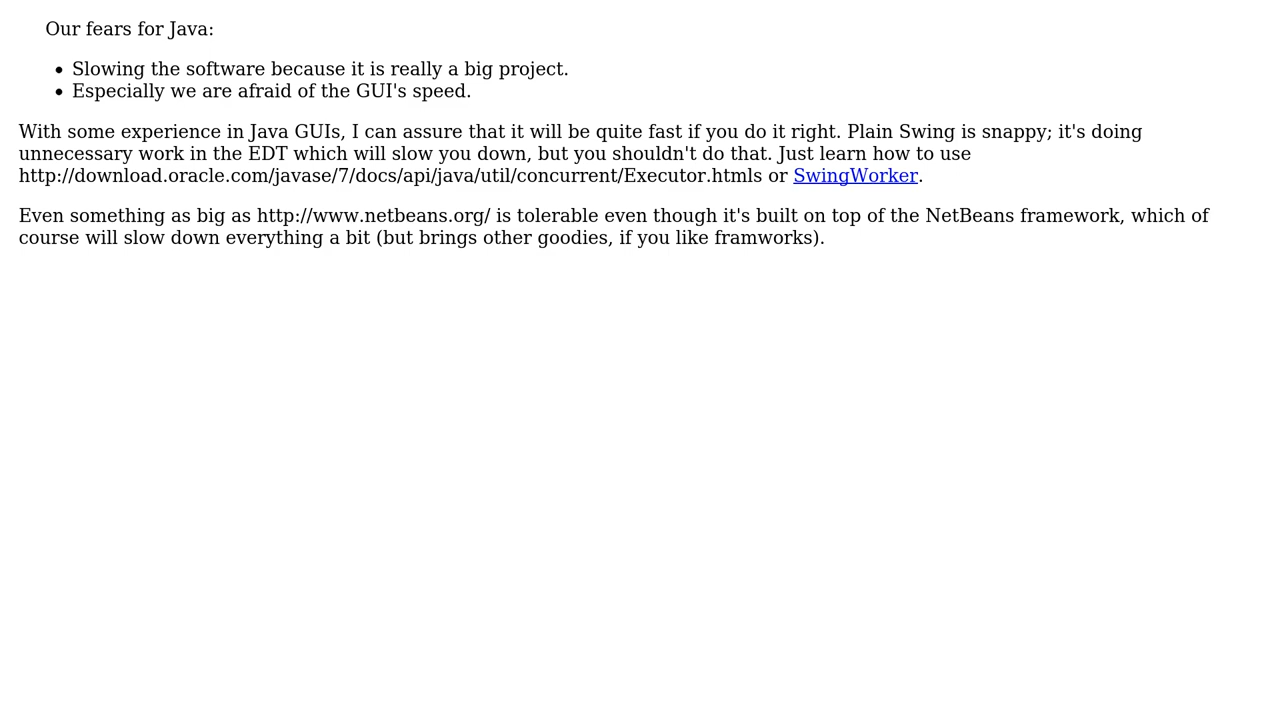 Our fears for Java:
• Slowing the software because it is really a big project.
• Especially we are afraid of the GUI's speed.
With some experience in Java GUIs, I can assure that it will be quite fast if you do it right. Plain Swing is snappy; it's doing
unnecessary work in the EDT which will slow you down, but you shouldn't do that. Just learn how to use
http://download.oracle.com/javase/7/docs/api/java/util/concurrent/Executor.htmls or SwingWorker.
Even something as big as http://www.netbeans.org/ is tolerable even though it's built on top of the NetBeans framework, which of
course will slow down everything a bit (but brings other goodies, if you like framworks).